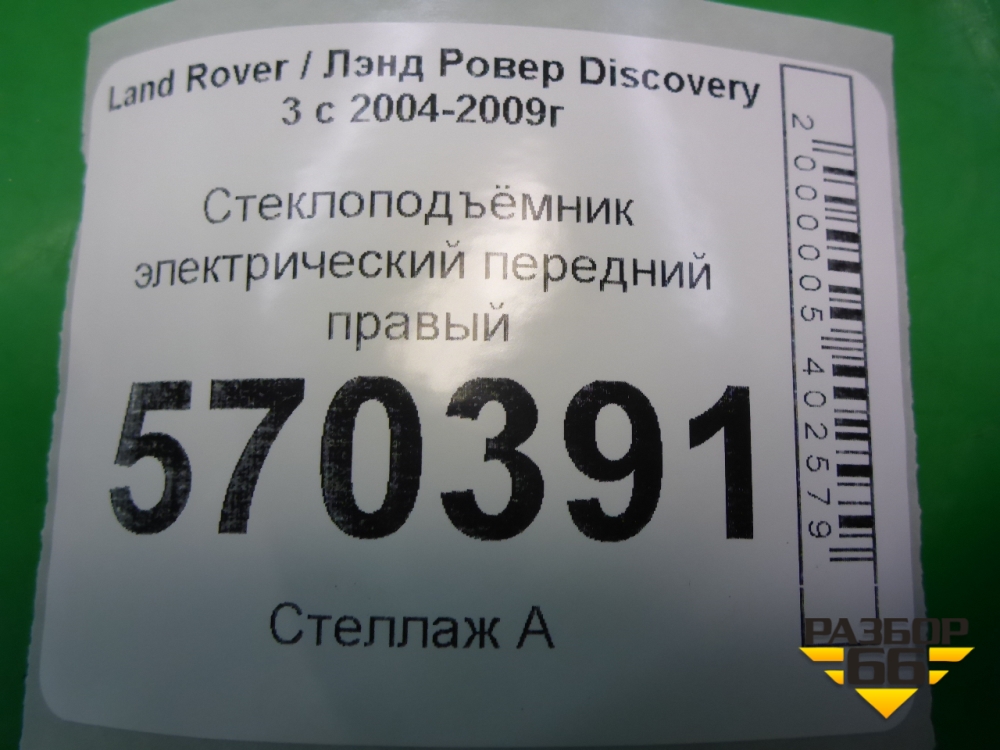 Land Rover / Лэнд Ровер Discovery
3 с 2004-2009г
Стеклоподъёмник
электрический передний
правый
570391
Стеллаж А
2000005402579
РАЗБОР
66